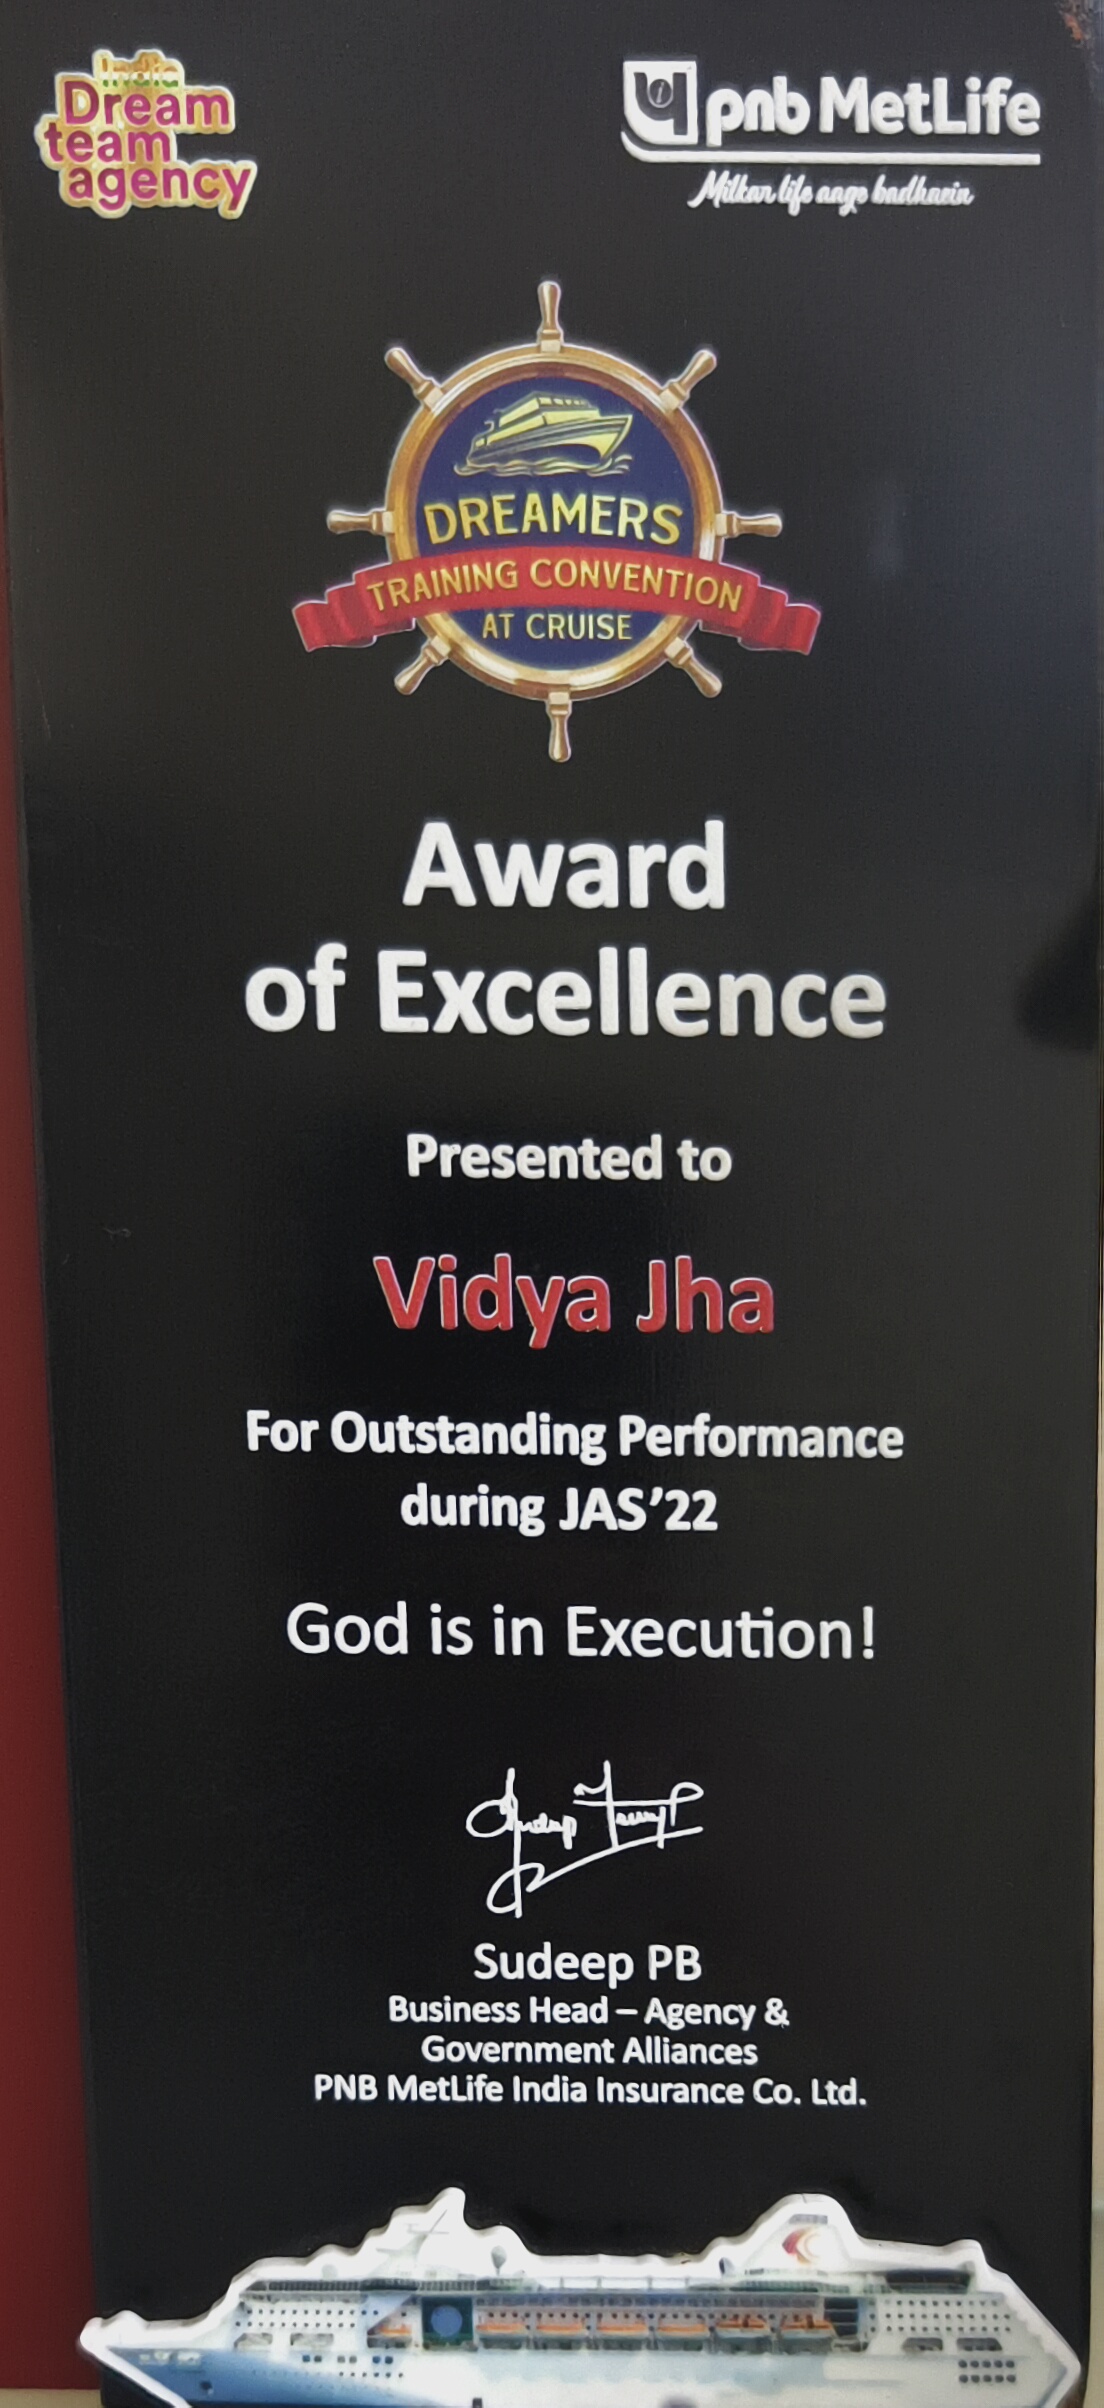 India
Dream
team
agency
pnb MetLife
Milkar life aage badhaein
DREAMERS
TRAINING CONVENTION
AT CRUISE
Award
of Excellence
Presented to
Vidya Jha
For Outstanding Performance
during JAS’22
God is in Execution!
Sudeep PB
Business Head – Agency &
Government Alliances
PNB MetLife India Insurance Co. Ltd.